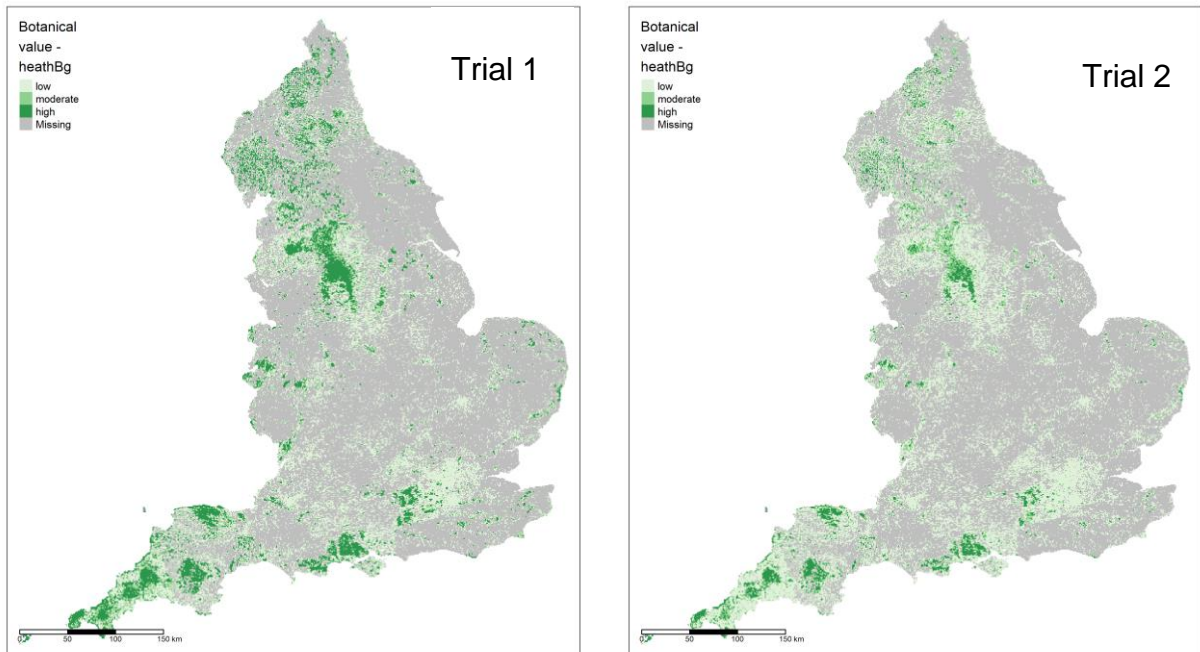 Botanical
value -
heathBg
low
moderate
high
Missing
Trial 1
0 50 100 150 km
Botanical
value -
heathBg
low
moderate
high
Missing
Trial 2
0 50 100 150 km